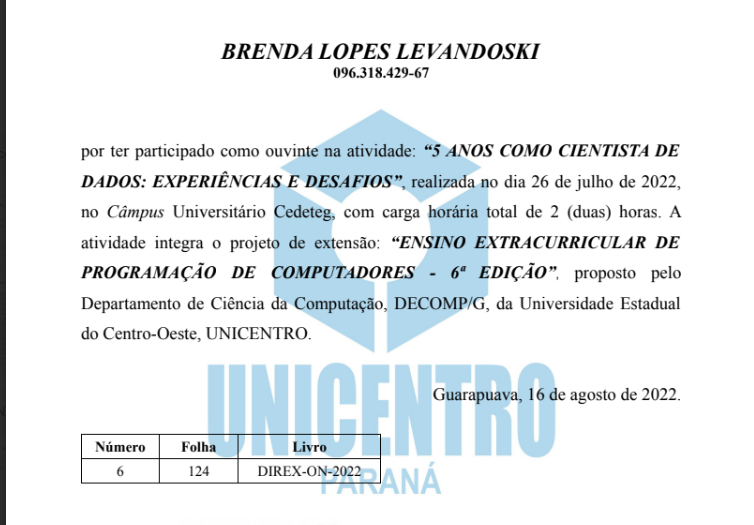 BRENDA LOPES LEVANDOSKI
096.318.429-67
por ter participado como ouvinte na atividade: “5 ANOS COMO CIENTISTA DE
DADOS: EXPERIÊNCIAS E DESAFIOS”, realizada no dia 26 de julho de 2022,
no Câmpus Universitário Cedeteg, com carga horária total de 2 (duas) horas. A
atividade integra o projeto de extensão: “ENSINO EXTRACURRICULAR DE
PROGRAMAÇÃO DE COMPUTADORES - 6ª EDIÇÃO”, proposto pelo
Departamento de Ciência da Computação, DECOMP/G, da Universidade Estadual
do Centro-Oeste, UNICENTRO.
UNICENTRO
Guarapuava, 16 de agosto de 2022.
Número Folha Livro
6 124 DIREX-ON-2022
PARANÁ